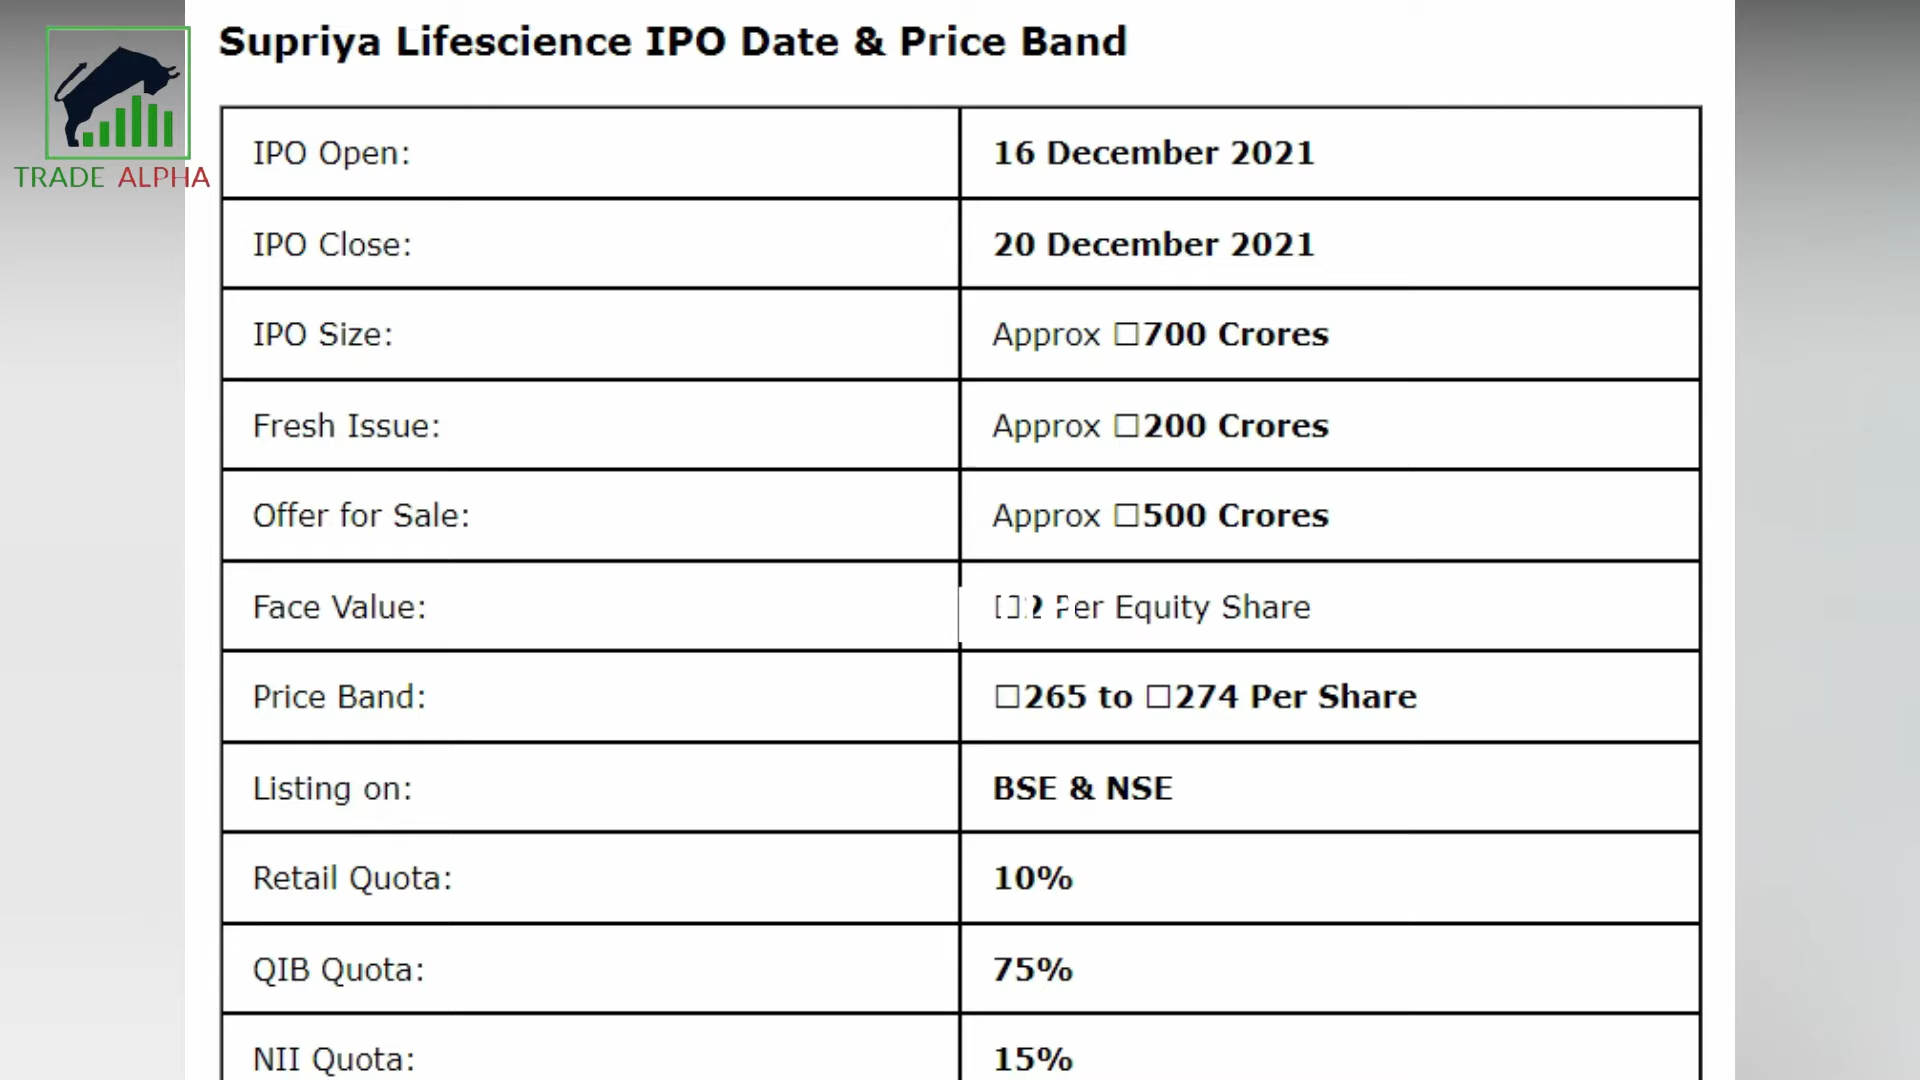 Supriya Lifescience IPO Date & Price Band
TRADE ALPHA
IPO Open: 16 December 2021
IPO Close: 20 December 2021
IPO Size: Approx □700 Crores
Fresh Issue: Approx □200 Crores
Offer for Sale: Approx □500 Crores
Face Value: □2 Per Equity Share
Price Band: □265 to □274 Per Share
Listing on: BSE & NSE
Retail Quota: 10%
QIB Quota: 75%
NII Quota: 15%